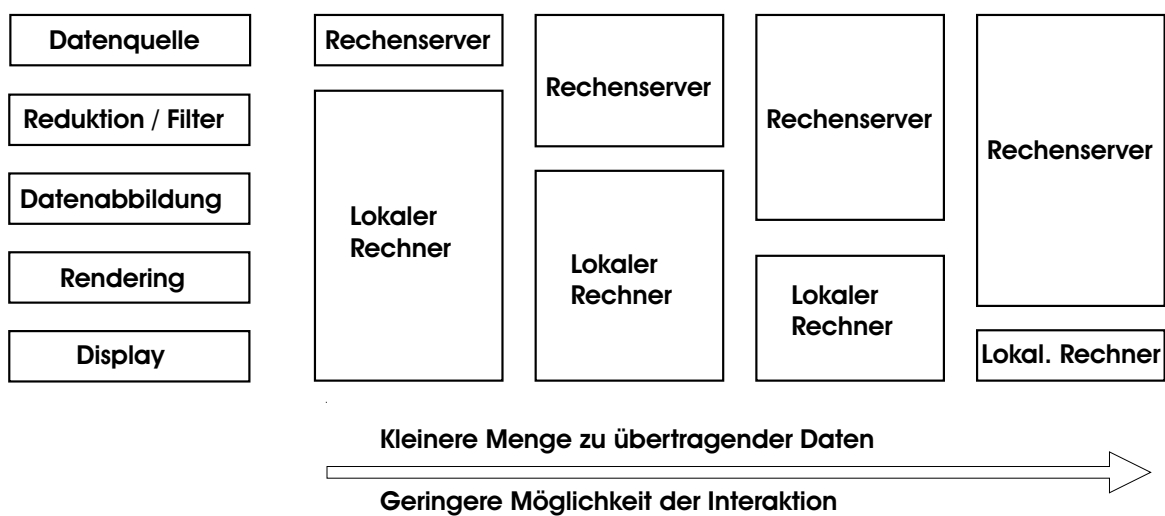 Datenquelle
Reduktion / Filter
Datenabbildung
Rendering
Display
Rechenserver
Lokaler
Rechner
Rechenserver
Lokaler
Rechner
Rechenserver
Lokaler
Rechner
Rechenserver
Lokal. Rechner
Kleinere Menge zu übertragender Daten
Geringere Möglichkeit der Interaktion